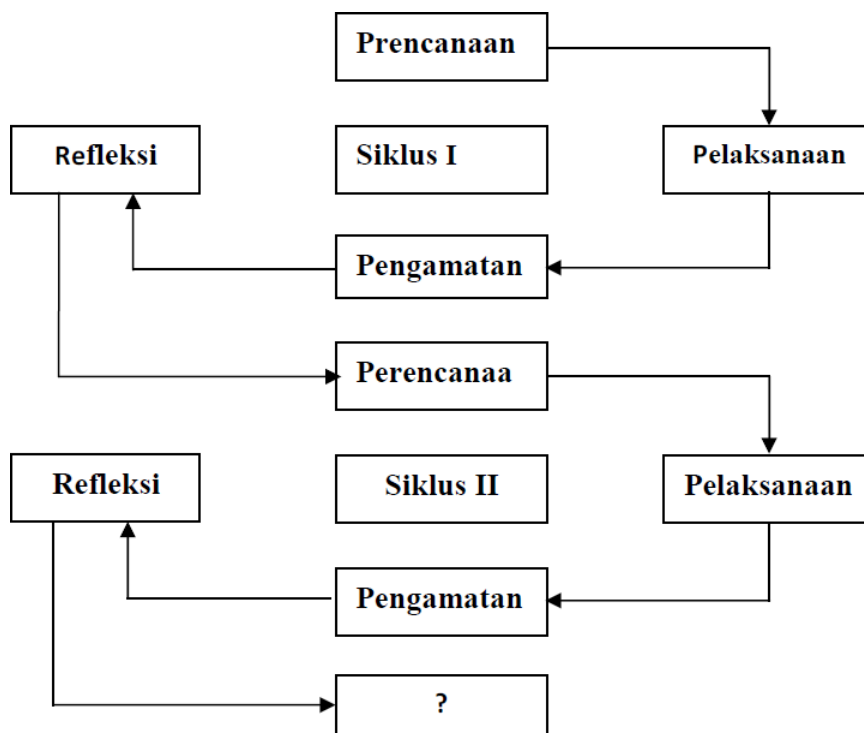 Prencanaan
Refleksi
Siklus I
Pelaksanaan
Pengamatan
Perencanaa
Refleksi
Siklus II
Pelaksanaan
Pengamatan
?